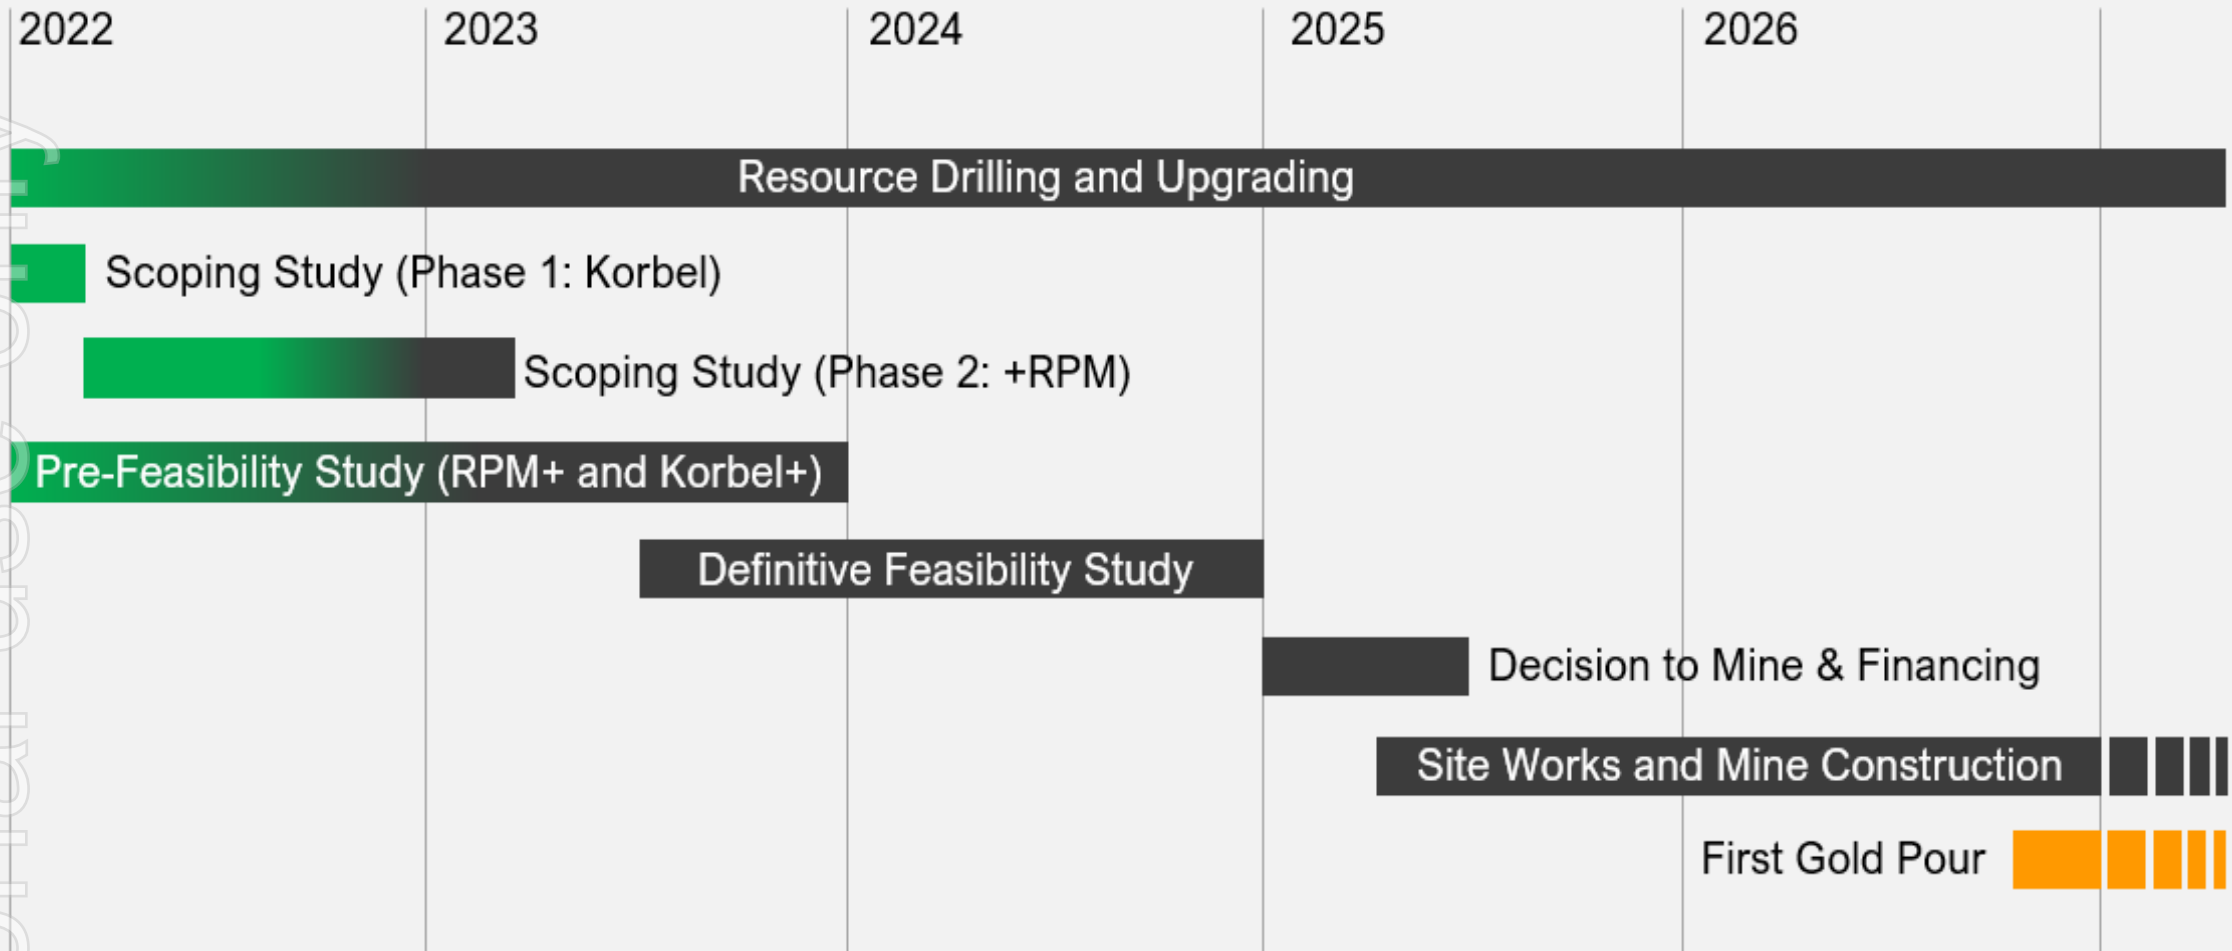 2022 2023 2024 2025 2026
Resource Drilling and Upgrading
Scoping Study (Phase 1: Korbel)
Scoping Study (Phase 2: +RPM)
Pre-Feasibility Study (RPM+ and Korbel+)
Definitive Feasibility Study
Decision to Mine & Financing
Site Works and Mine Construction
First Gold Pour